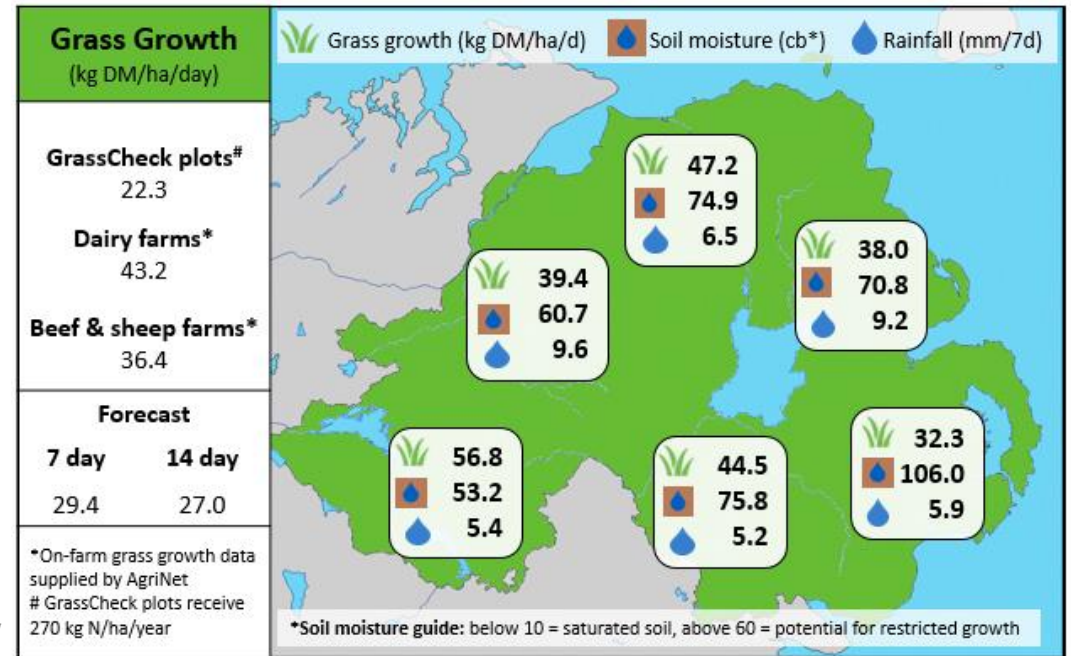 Grass Growth
(kg DM/ha/day)
GrassCheck plots#
22.3
Dairy farms*
43.2
Beef & sheep farms*
36.4
Forecast
7 day 14 day
29.4 27.0
*On-farm grass growth data
supplied by AgriNet
# GrassCheck plots receive
270 kg N/ha/year
Grass growth (kg DM/ha/d) Soil moisture (cb*) Rainfall (mm/7d)
47.2
74.9
6.5
38.0
70.8
9.2
39.4
60.7
9.6
56.8
53.2
5.4
44.5
75.8
5.2
32.3
106.0
5.9
*Soil moisture guide: below 10 = saturated soil, above 60 = potential for restricted growth